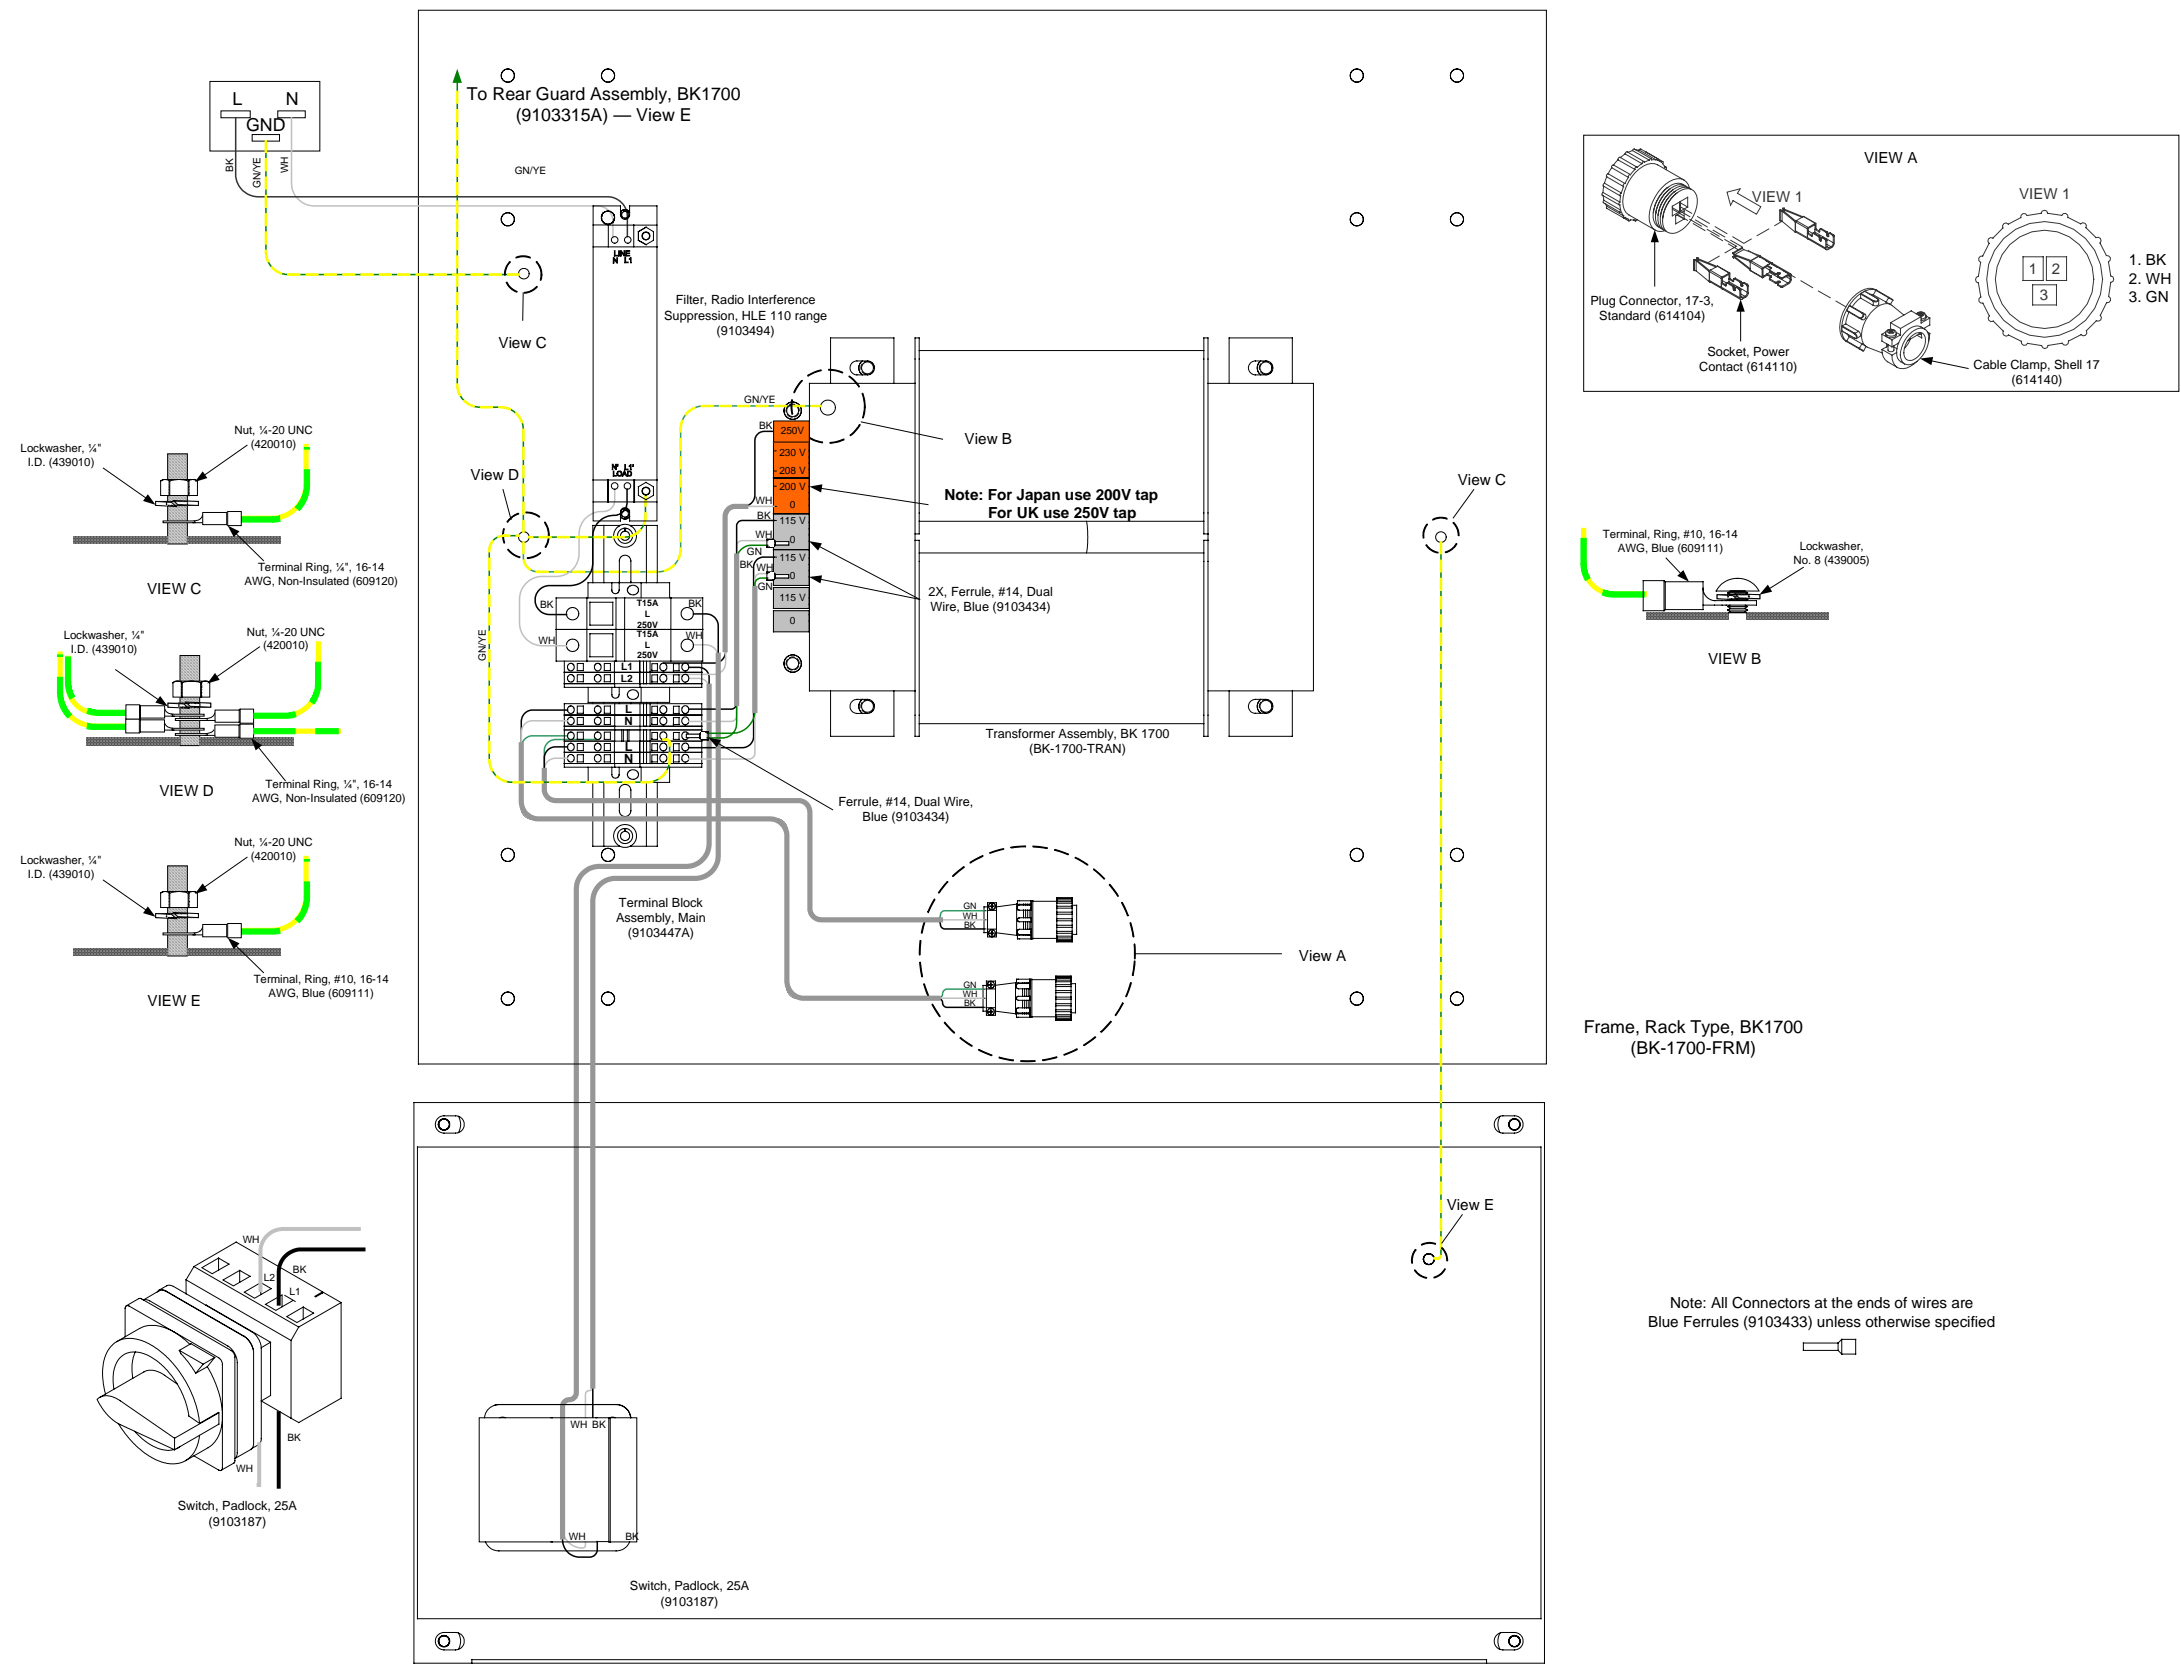 To Rear Guard Assembly, BK1700
(9103315A) — View E
L
N
GND
BK
GN/YE
WH
GN/YE
LINE
N L1
Filter, Radio Interference
Suppression, HLE 110 range
(9103494)
View C
VIEW A
VIEW 1
VIEW 1
1
2
3
1. BK
2. WH
3. GN
Plug Connector, 17-3,
Standard (614104)
Socket, Power
Contact (614110)
Cable Clamp, Shell 17
(614140)
GN/YE
View B
BK
250V
230 V
208 V
200 V
WH
0
BK
115 V
WH
0
GN
115 V
BK
WH
0
GN
115 V
0
Note: For Japan use 200V tap
For UK use 250V tap
2X, Ferrule, #14, Dual
Wire, Blue (9103434)
N' L1'
LOAD
View D
View C
Lockwasher, ¼"
I.D. (439010)
Nut, ¼-20 UNC
(420010)
Terminal Ring, ¼", 16-14
AWG, Non-Insulated (609120)
VIEW C
Terminal, Ring, #10, 16-14
AWG, Blue (609111)
Lockwasher,
No. 8 (439005)
VIEW B
BK
T15A
L
250V
BK
WH
T15A
L
250V
WH
GN/YE
L1
L2
L
N
L
N
Lockwasher, ¼"
I.D. (439010)
Nut, ¼-20 UNC
(420010)
Terminal Ring, ¼", 16-14
AWG, Non-Insulated (609120)
VIEW D
Transformer Assembly, BK 1700
(BK-1700-TRAN)
Ferrule, #14, Dual Wire,
Blue (9103434)
Lockwasher, ¼"
I.D. (439010)
Nut, ¼-20 UNC
(420010)
Terminal, Ring, #10, 16-14
AWG, Blue (609111)
VIEW E
Terminal Block
Assembly, Main
(9103447A)
GN
WH
BK
GN
WH
BK
View A
Frame, Rack Type, BK1700
(BK-1700-FRM)
View E
WH
BK
L2
L1
BK
WH
Switch, Padlock, 25A
(9103187)
WH BK
WH
BK
Switch, Padlock, 25A
(9103187)
Note: All Connectors at the ends of wires are
Blue Ferrules (9103433) unless otherwise specified